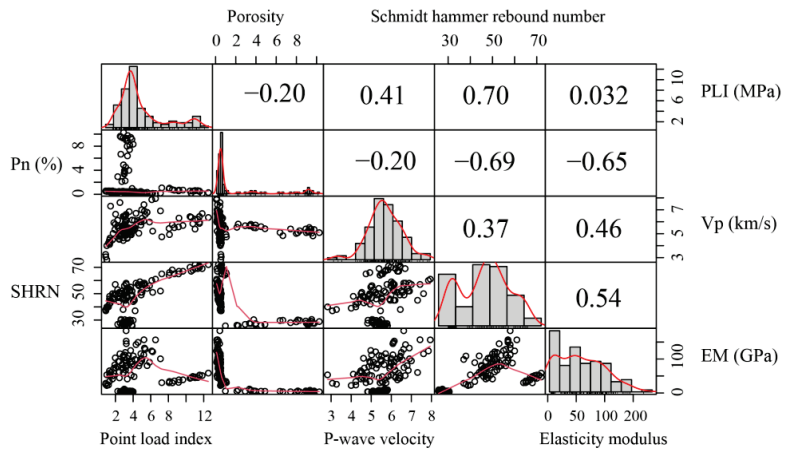 Porosity Schmidt hammer rebound number
0 2 4 6 8 30 50 70
−0.20 0.41 0.70 0.032 2 6 10 PLI (MPa)
Pn (%) 0 4 8 −0.20 −0.69 −0.65
0.37 0.46 3 5 7 Vp (km/s)
SHRN 30 50 70 0.54
0 100 EM (GPa)
2 4 6 8 12 3 4 5 6 7 8 0 50 100 200
Point load index P-wave velocity Elasticity modulus